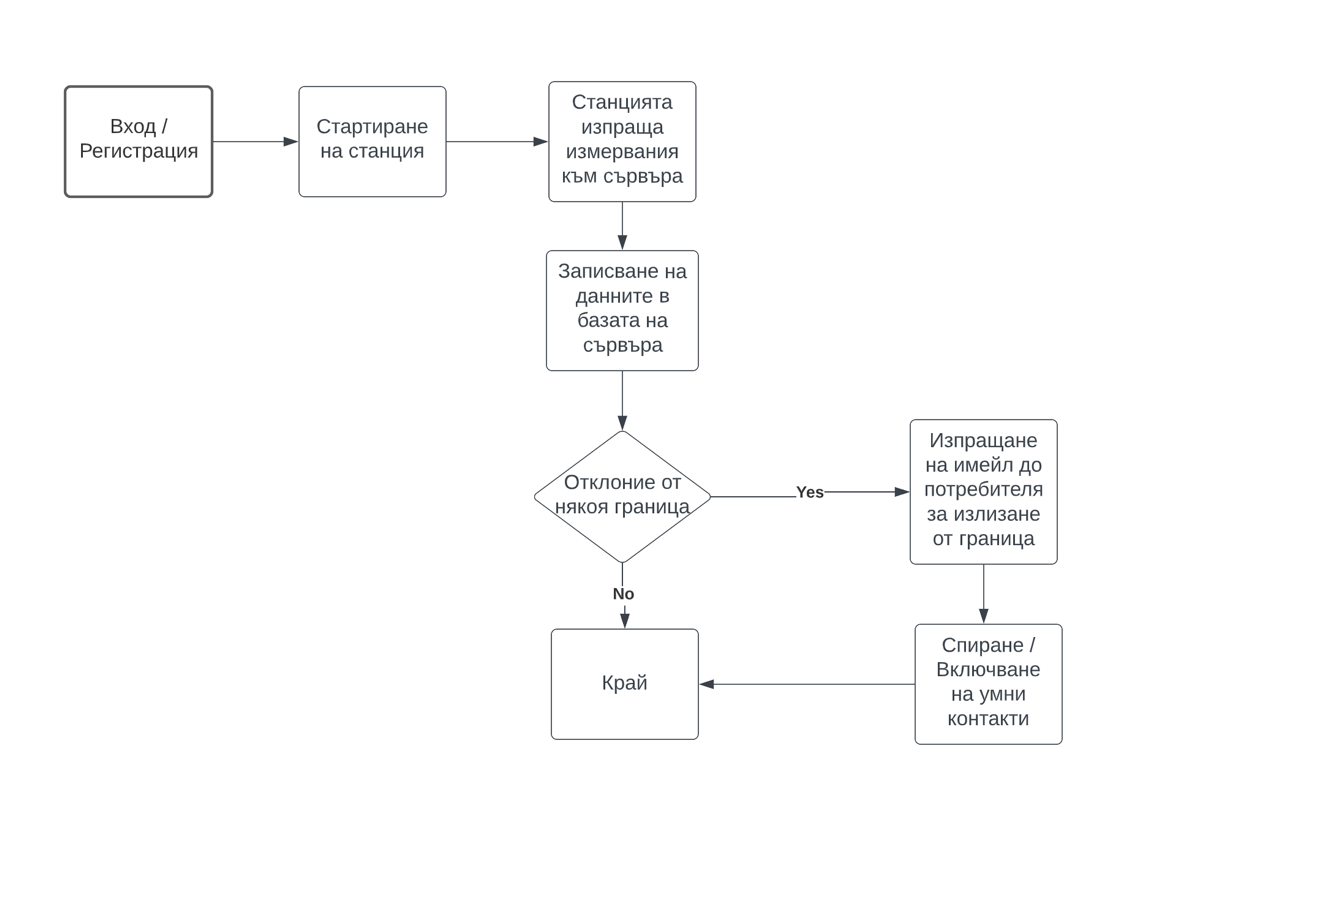 Вход /
Регистрация
Стартиране
на станция
Станцията
изпраща
измервания
към сървъра
Записване на
данните в
базата на
сървъра
Отклоние от
някоя граница
Yes
Изпращане
на имейл до
потребителя
за излизане
от граница
No
Край
Спиране /
Включване
на умни
контакти